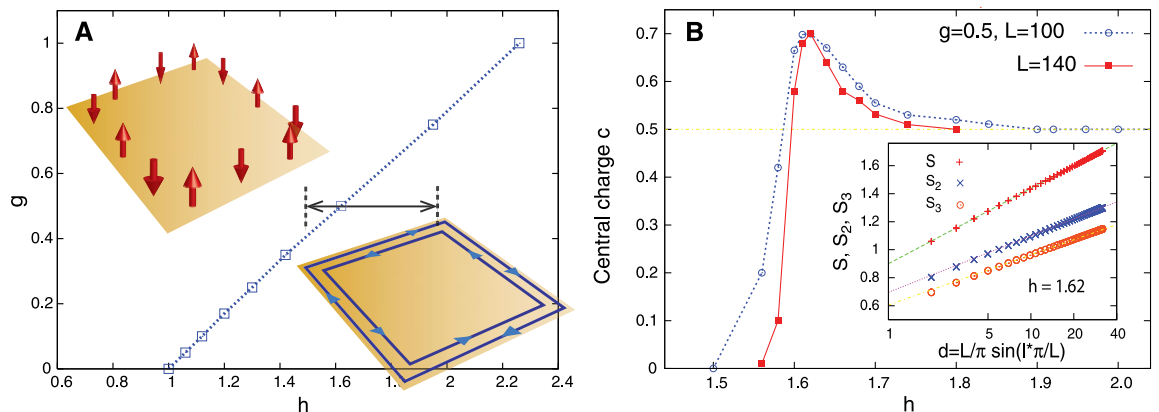 A
g
1
0.8
0.6
0.4
0.2
0
0.6 0.8 1 1.2 1.4 1.6 1.8 2 2.2 2.4
h
B
Central charge c
0.7
0.6
0.5
0.4
0.3
0.2
0.1
0
1.5 1.6 1.7 1.8 1.9 2.0
h
g=0.5, L=100
L=140
S, S2, S3
1.6
1.4
1.2
1
0.8
0.6
S
S2
S3
h = 1.62
1 5 10 20 40
d=L/π sin(l*π/L)